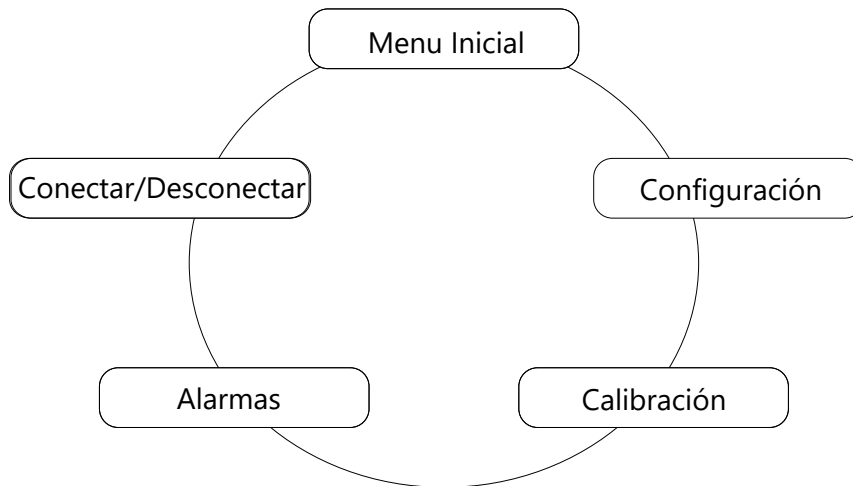 Menu Inicial
Conectar/Desconectar
Configuración
Alarmas
Calibración